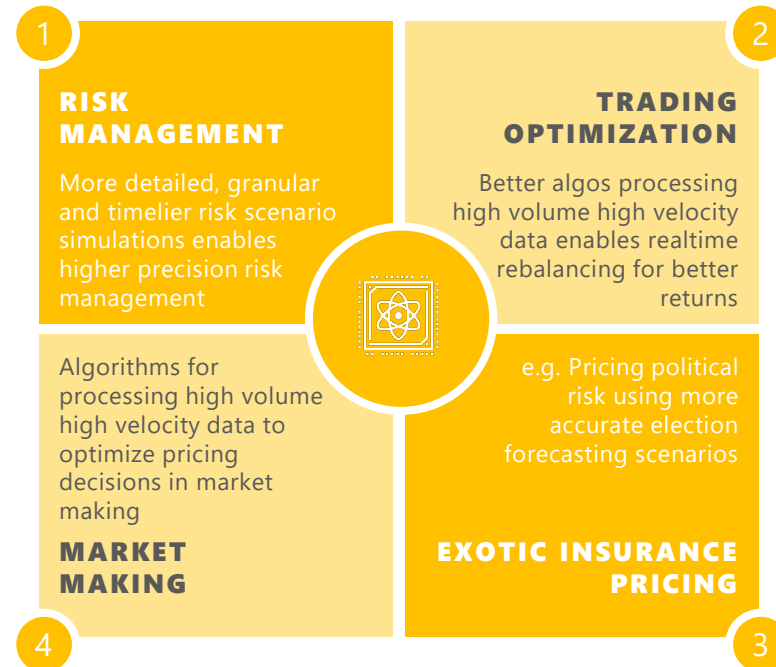 1
RISK
MANAGEMENT
More detailed, granular
and timelier risk scenario
simulations enables
higher precision risk
management
2
TRADING
OPTIMIZATION
Better algos processing
high volume high velocity
data enables realtime
rebalancing for better
returns
Algorithms for
processing high volume
high velocity data to
optimize pricing
decisions in market
making
MARKET
MAKING
4
e.g. Pricing political
risk using more
accurate election
forecasting scenarios
EXOTIC INSURANCE
PRICING
3